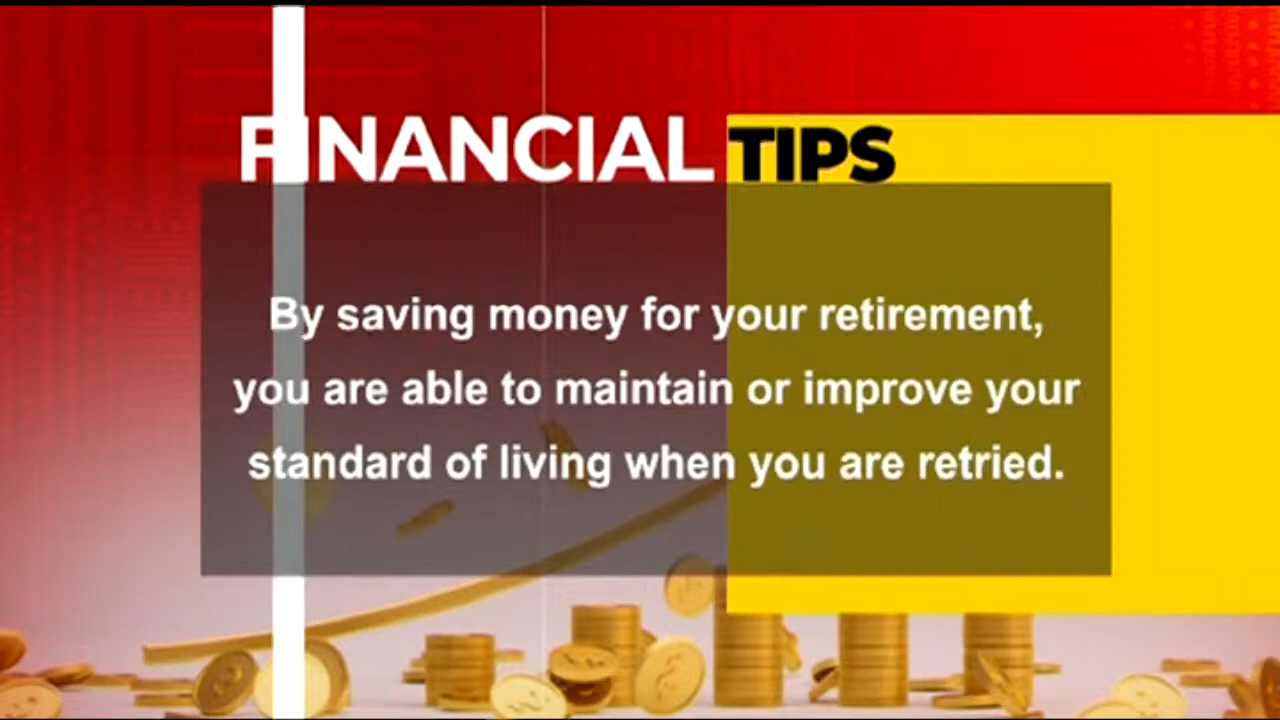 FINANCIAL TIPS
By saving money for your retirement,
you are able to maintain or improve your
standard of living when you are retried.